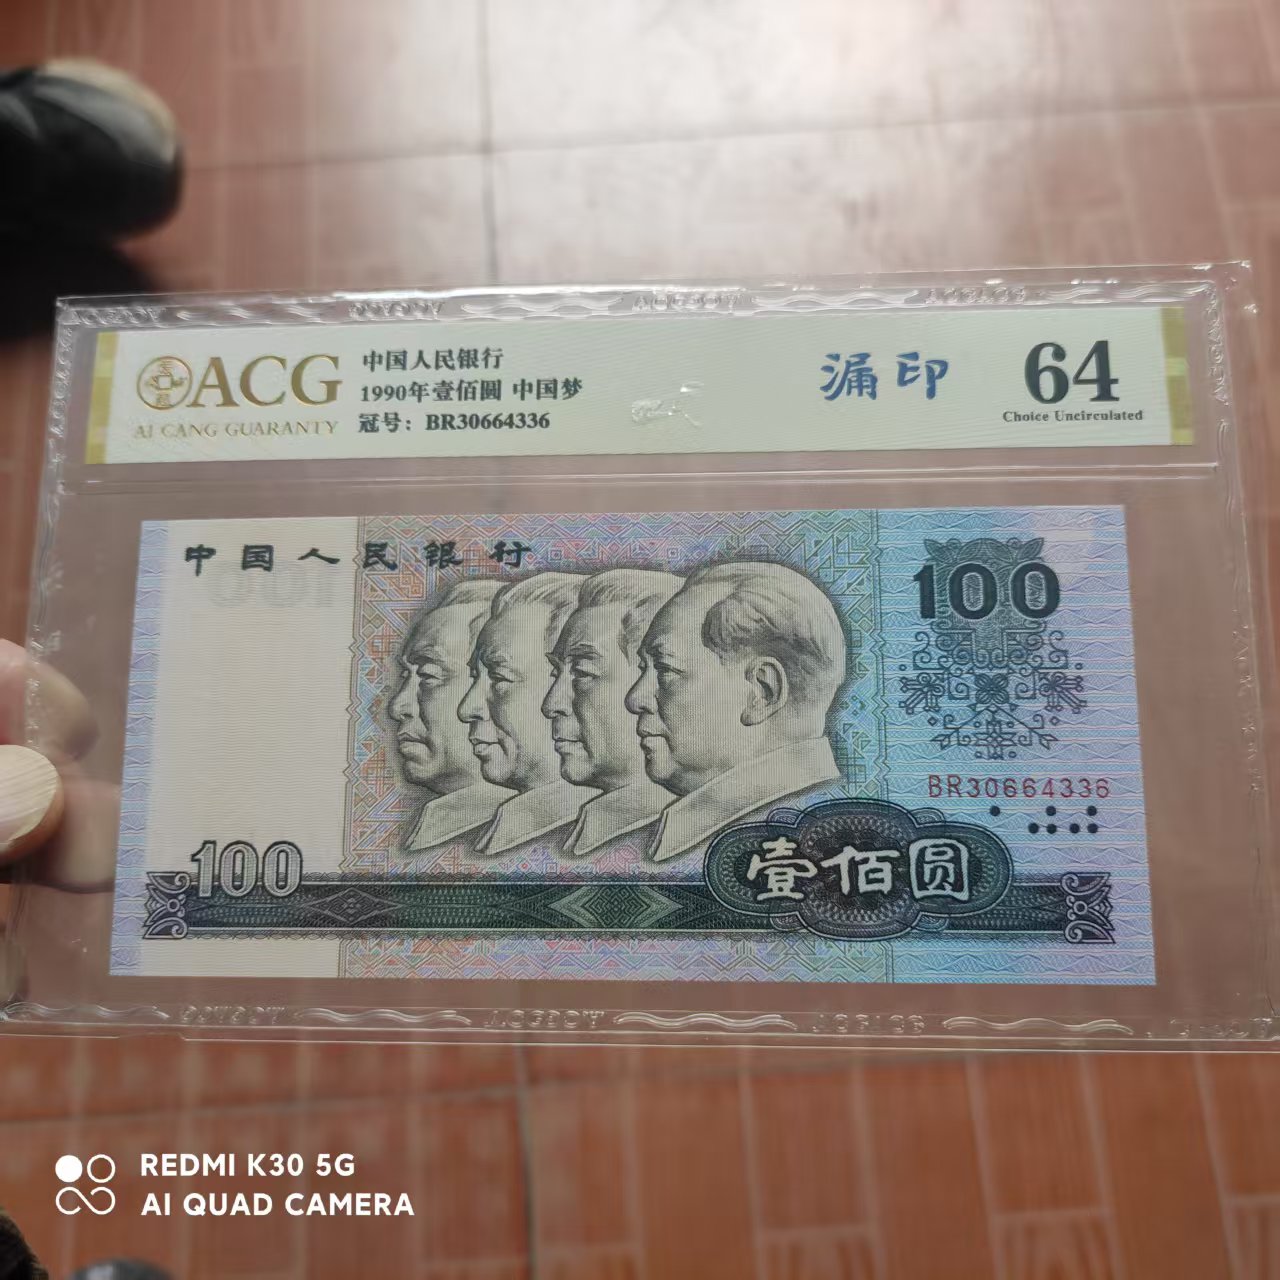 ACG
AI CANG GUARANTY
中国人民银行
1990年壹佰圆 中国梦
冠号：BR30664336
漏印
64
Choice Uncirculated
中国人民银行
100
BR30664336
100
壹佰圆
REDMI K30 5G
AI QUAD CAMERA